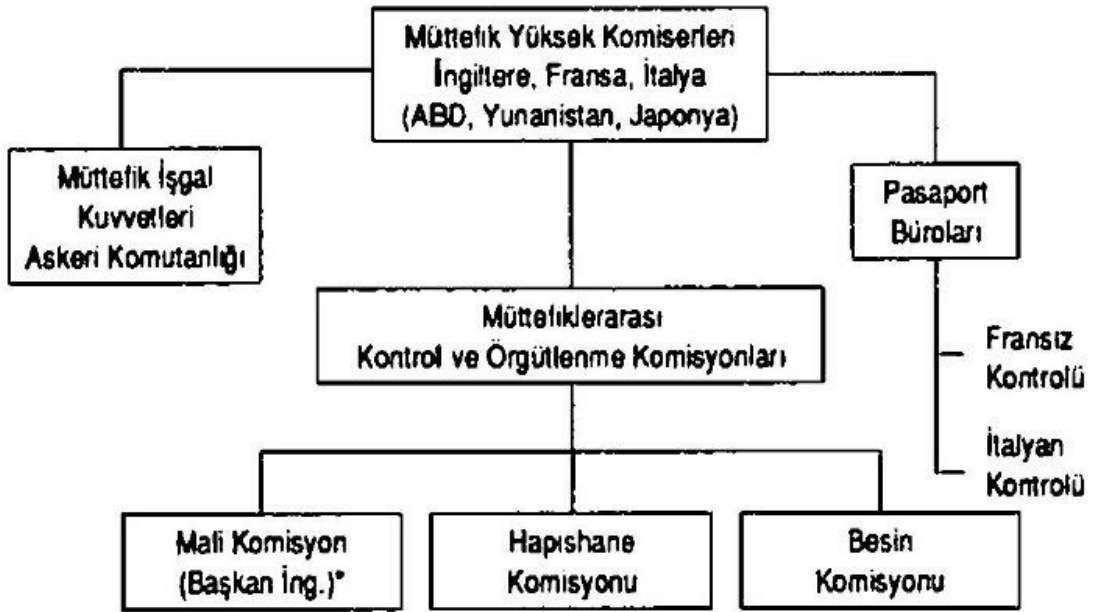 Müttefik Yüksek Komiserleri
İngiltere, Fransa, İtalya
(ABD, Yunanistan, Japonya)
Müttefik İşgal
Kuvvetleri
Askeri Komutanlığı
Pasaport
Büroları
Müttefiklerarası
Kontrol ve Örgütlenme Komisyonları
Fransız
Kontrolü
İtalyan
Kontrolü
Mali Komisyon
(Başkan İng.)*
Hapishane
Komisyonu
Besin
Komisyonu